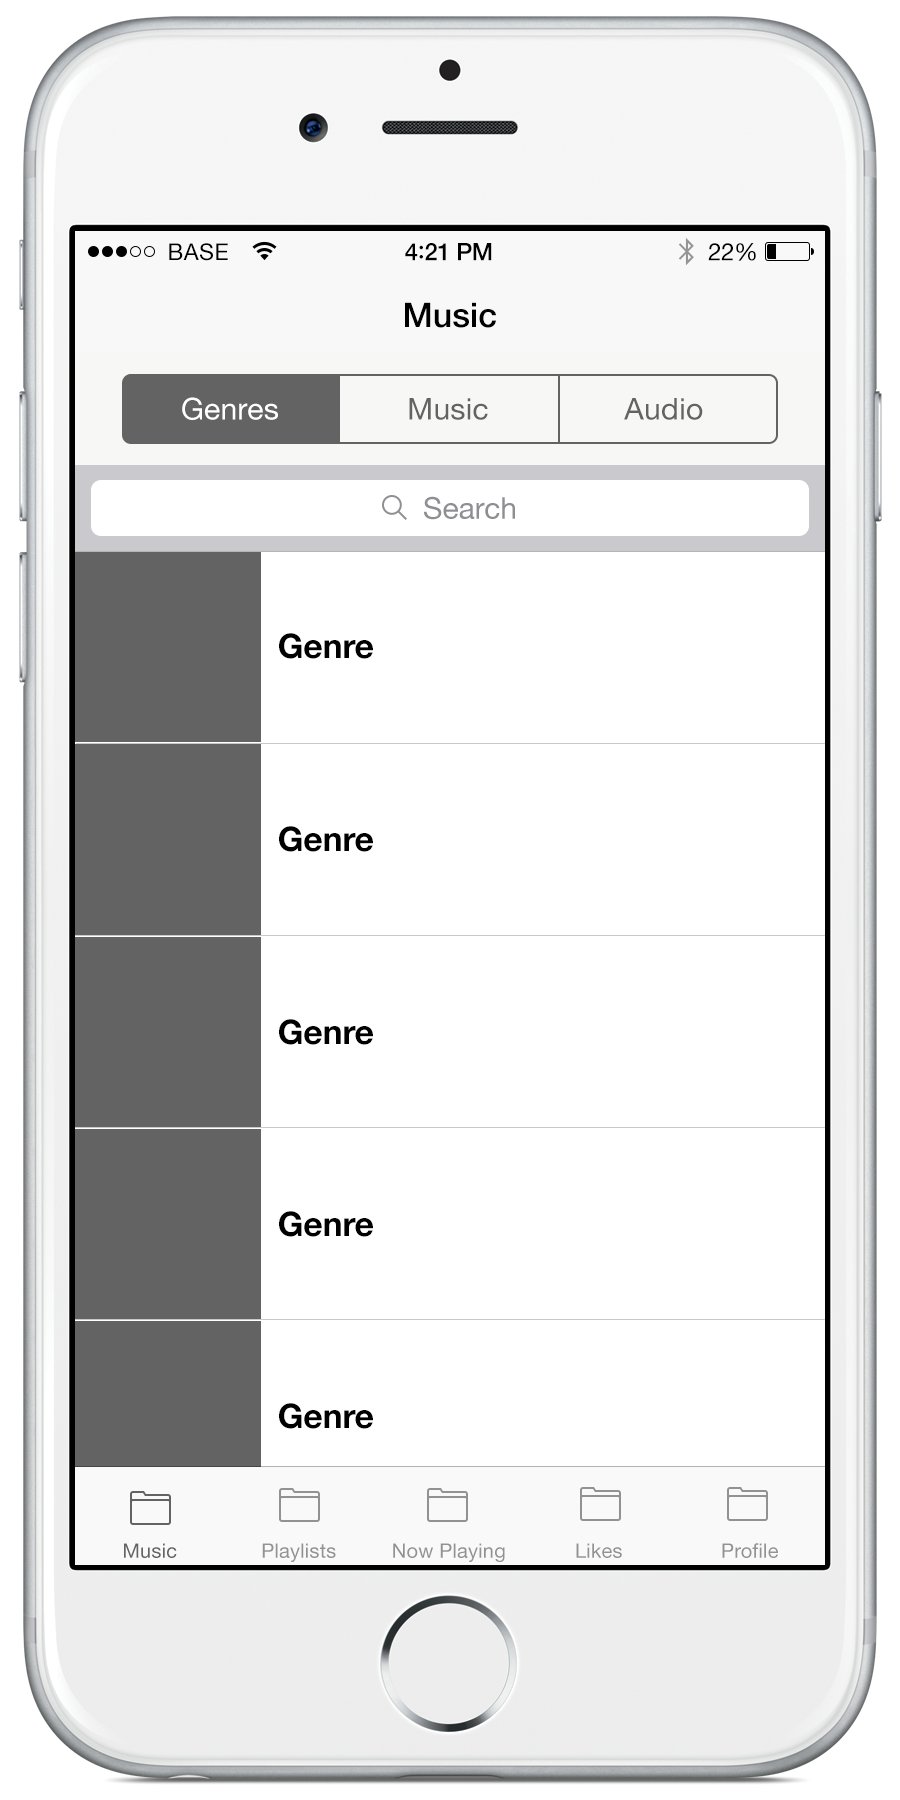 BASE 4:21 PM 22%
Music
Genres Music Audio
Search
Genre
Genre
Genre
Genre
Genre
Music Playlists Now Playing Likes Profile